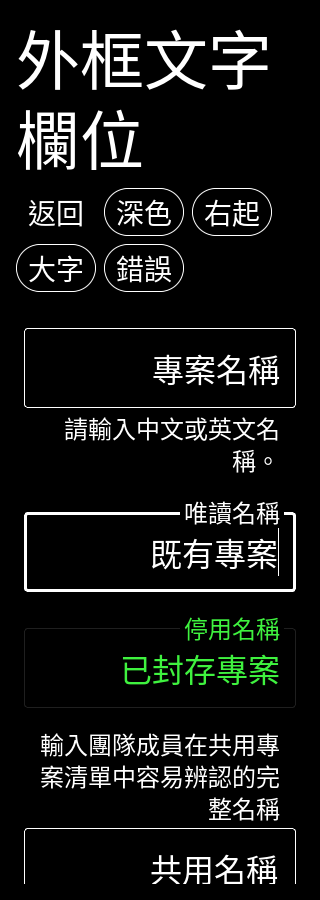 外框文字
欄位
返回 深色 右起
大字 錯誤
專案名稱
請輸入中文或英文名
稱。
唯讀名稱
既有專案
停用名稱
已封存專案
輸入團隊成員在共用專
案清單中容易辨認的完
整名稱
共用名稱